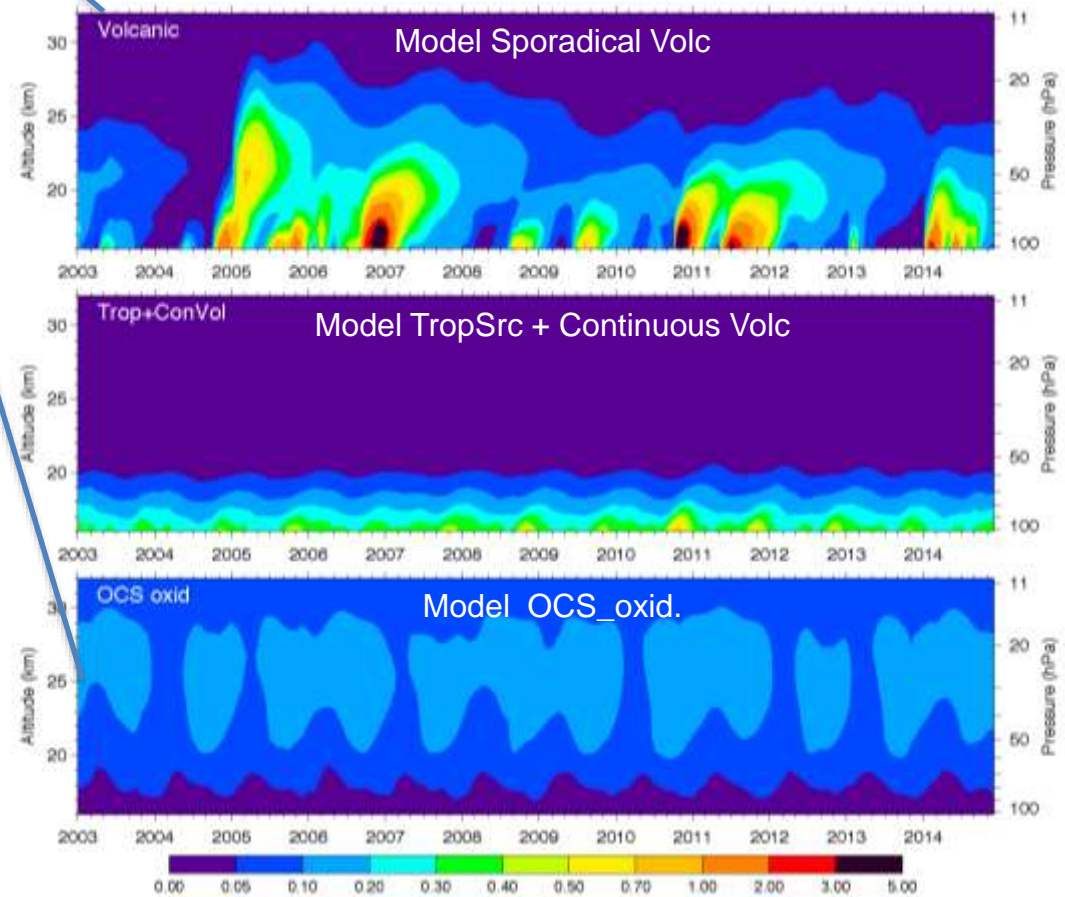 Volcanic
Model Sporadical Volc
30
25
20
Altitude (km)
11
20
50
100
Pressure (hPa)
2003 2004 2005 2006 2007 2008 2009 2010 2011 2012 2013 2014
Trop+ConVol
Model TropSrc + Continuous Volc
30
25
20
Altitude (km)
11
20
50
100
Pressure (hPa)
2003 2004 2005 2006 2007 2008 2009 2010 2011 2012 2013 2014
OCS oxid
Model OCS_oxid.
30
25
20
Altitude (km)
11
20
50
100
Pressure (hPa)
2003 2004 2005 2006 2007 2008 2009 2010 2011 2012 2013 2014
0.00 0.05 0.10 0.20 0.30 0.40 0.50 0.70 1.00 2.00 3.00 5.00